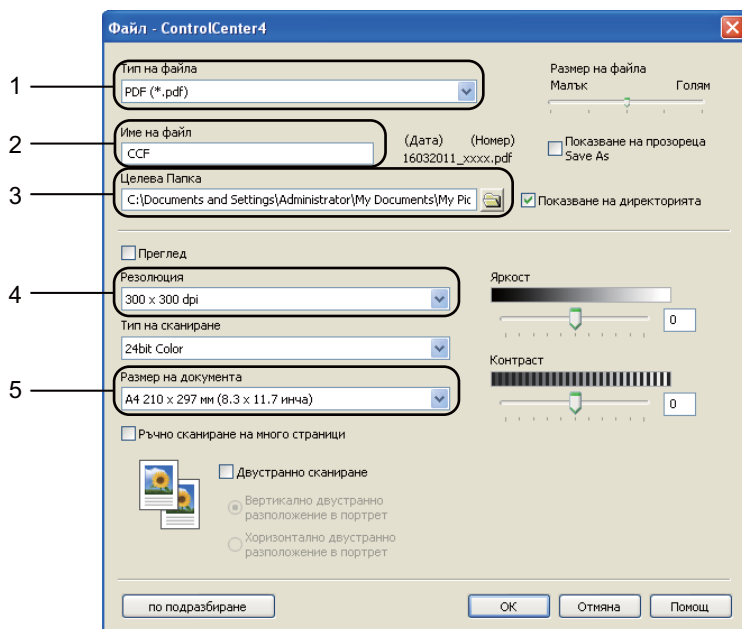 Файл - ControlCenter4
1
Тип на файла
PDF (*.pdf)
Размер на файла
Малък Голям
2
Име на файл
CCF
(Дата) (Номер)
16032011_xxxx.pdf
Показване на прозореца
Save As
3
Целева Папка
C:\Documents and Settings\Administrator\My Documents\My Pic
Показване на директорията
Преглед
4
Резолюция
300 x 300 dpi
Яркост
0
Тип на сканиране
24bit Color
Контраст
0
5
Размер на документа
A4 210 x 297 мм (8.3 x 11.7 инча)
Ръчно сканиране на много страници
Двустранно сканиране
Вертикално двустранно
разположение в портрет
Хоризонтално двустранно
разположение в портрет
по подразбиране
OK
Отмяна
Помощ